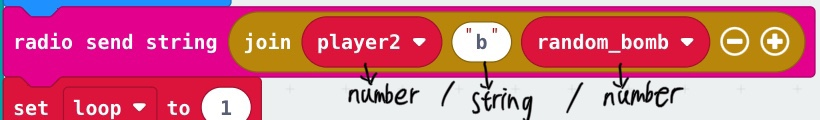 radio send string join player2 "b" random_bomb
number / string / number
set loop to 1